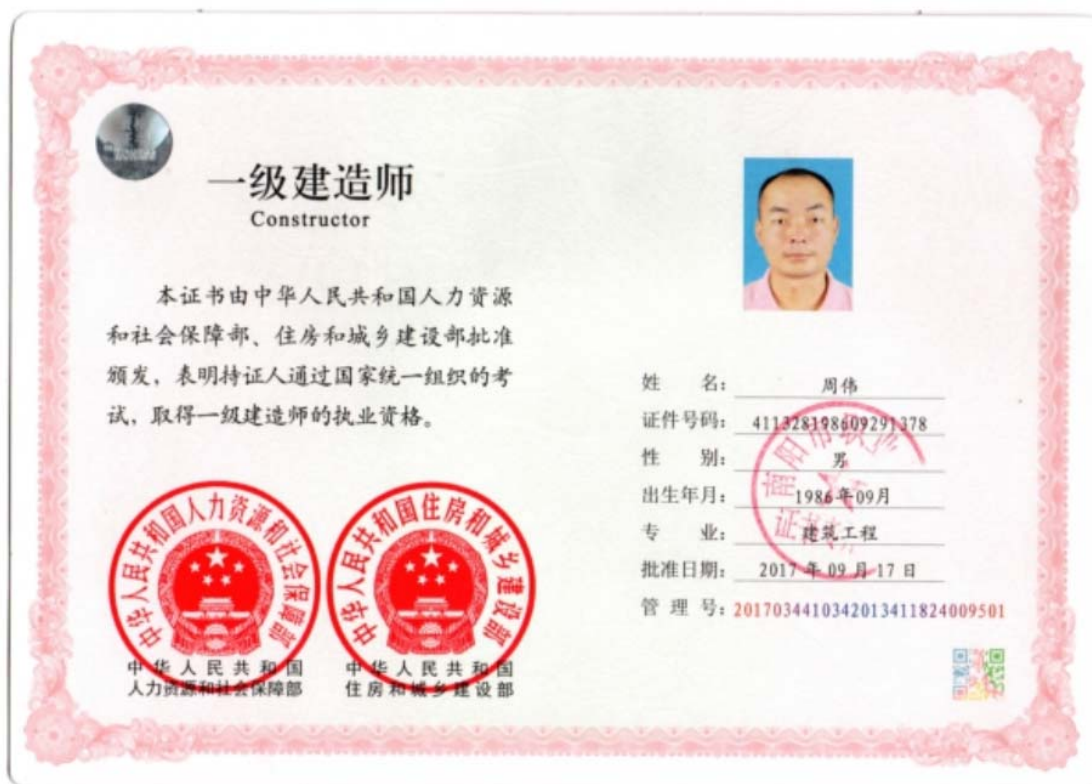 一级建造师
Constructor
本证书由中华人民共和国人力资源
和社会保障部、住房和城乡建设部批准
颁发，表明持证人通过国家统一组织的考
试，取得一级建造师的执业资格。
中华人民共和国人力资源和社会保障部
中华人民共和国
人力资源和社会保障部
中华人民共和国住房和城乡建设部
中华人民共和国
住房和城乡建设部
姓 名：周伟
证件号码：411328198609291378
性 别：男
出生年月：1986年09月
专 业：建筑工程
批准日期：2017年09月17日
管 理 号：2017034410342013411824009501
南阳市职业